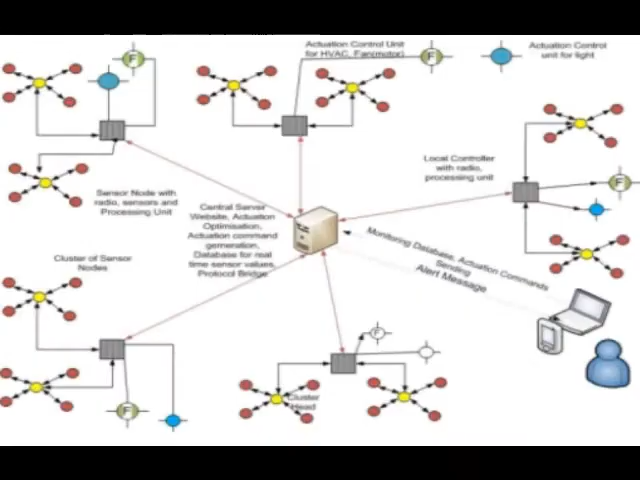 Actuation Control Unit
for HVAC, Fan(motor)
F
F
Actuation Control
unit for light
Local Controller
with radio,
processing unit
F
Sensor Node with
radio, sensors and
Processing Unit
Central Server
Website, Actuation
Optimisation,
Actuation command
gerneration,
Database for real
time sensor values,
Protocol Bridge
Monitoring Database, Actuation Commands
Sending
Alert Message
Cluster of Sensor
Nodes
F
F
Cluster
Head